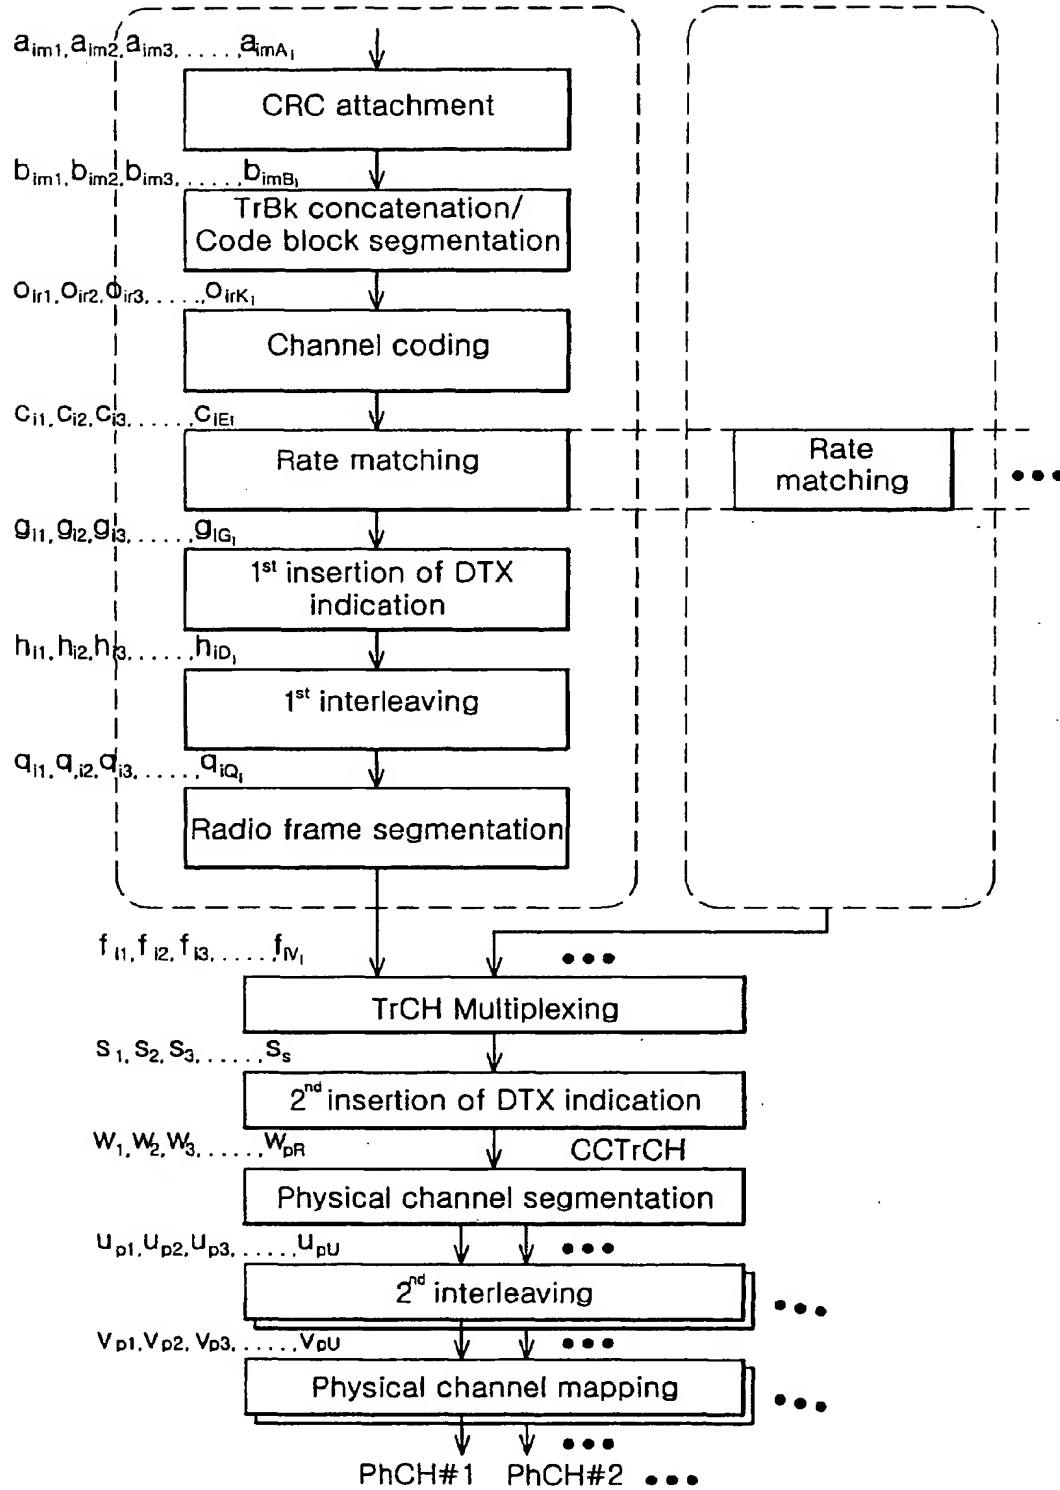 a_im1, a_im2, a_im3, ....., a_imA_i
CRC attachment
b_im1, b_im2, b_im3, ....., b_imB_i
TrBk concatenation/
Code block segmentation
o_ir1, o_ir2, o_ir3, ....., o_irK_i
Channel coding
c_i1, c_i2, c_i3, ....., c_iE_i
Rate matching
Rate
matching
g_i1, g_i2, g_i3, ....., g_iG_i
1st insertion of DTX
indication
h_i1, h_i2, h_i3, ....., h_iD_i
1st interleaving
q_i1, q_,i2, q_i3, ....., q_iQ_i
Radio frame segmentation
f_i1, f_i2, f_i3, ....., f_iV_i
TrCH Multiplexing
s_1, s_2, s_3, ....., s_s
2nd insertion of DTX indication
w_1, w_2, w_3, ....., w_pR
CCTrCH
Physical channel segmentation
u_p1, u_p2, u_p3, ....., u_pU
2nd interleaving
v_p1, v_p2, v_p3, ....., v_pU
Physical channel mapping
PhCH#1 PhCH#2